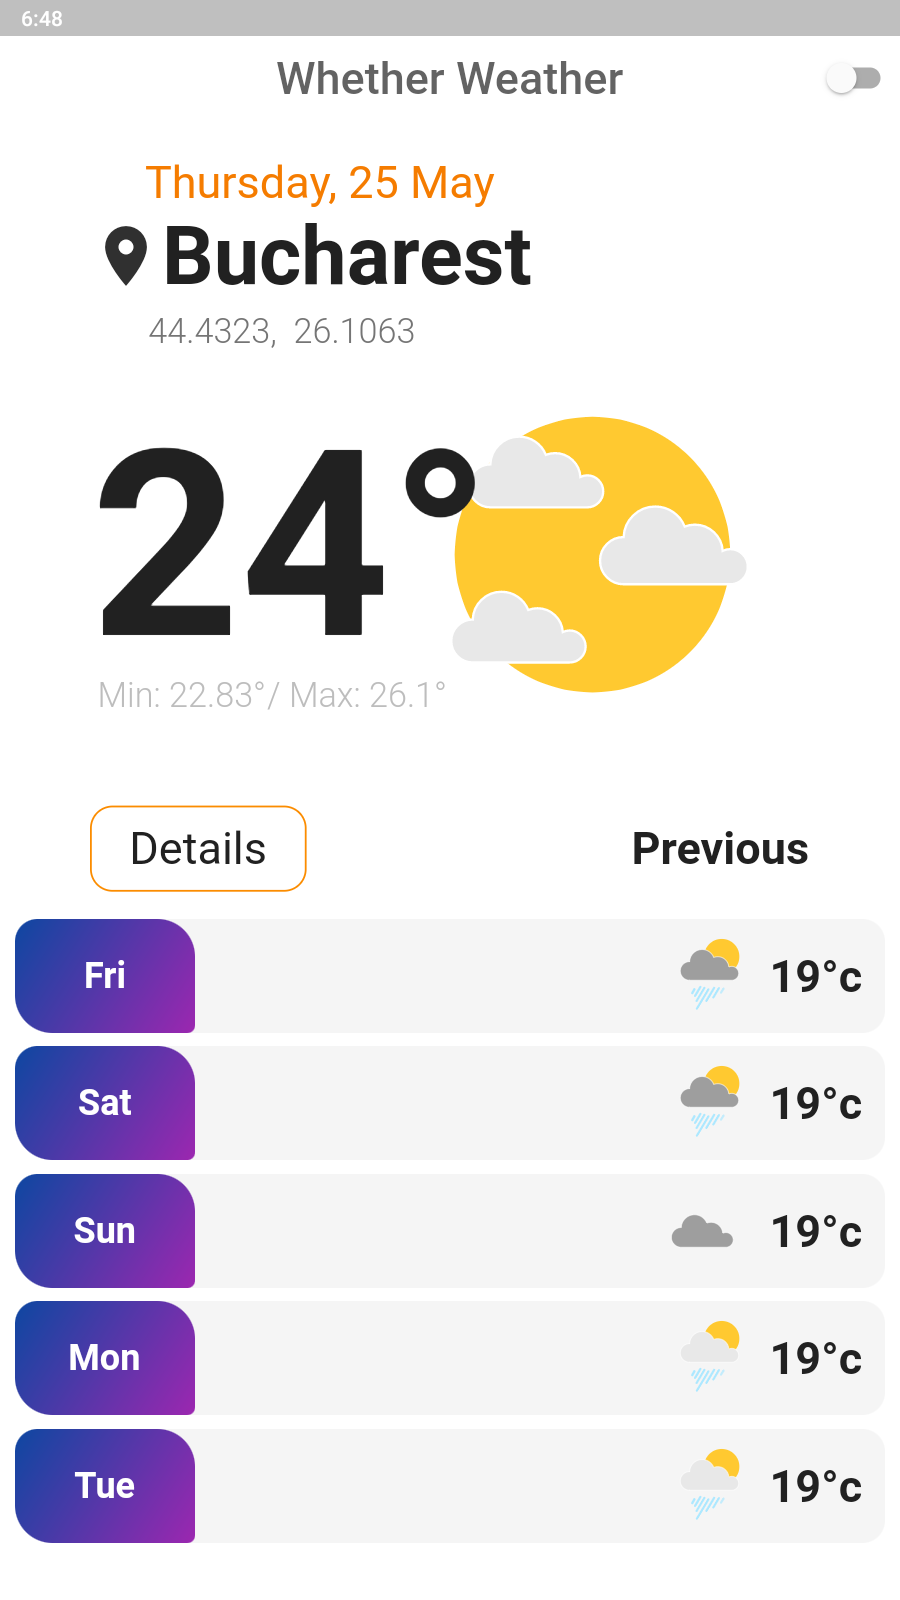 6:48
Whether Weather
Thursday, 25 May
Bucharest
44.4323, 26.1063
24°
Min: 22.83°/ Max: 26.1°
Details
Previous
Fri 19°c
Sat 19°c
Sun 19°c
Mon 19°c
Tue 19°c